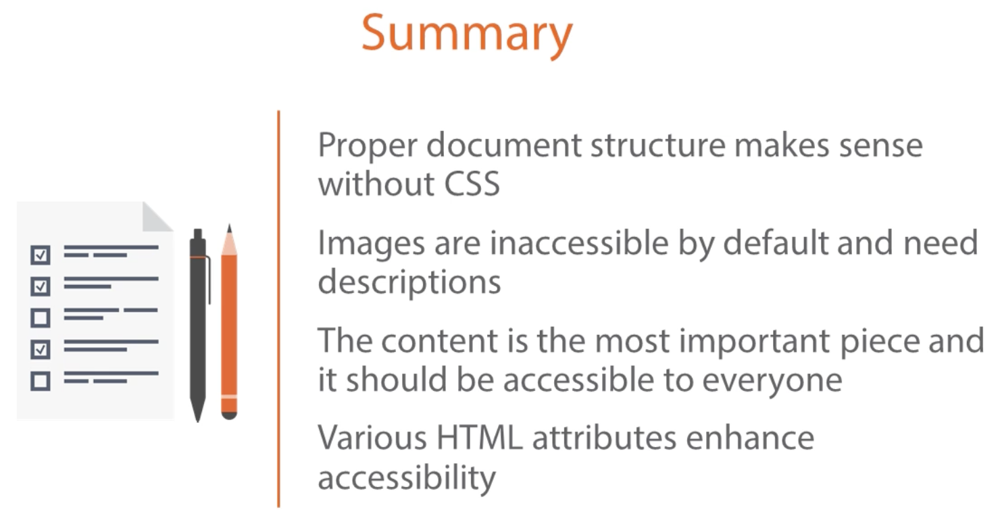 Summary
Proper document structure makes sense
without CSS
Images are inaccessible by default and need
descriptions
The content is the most important piece and
it should be accessible to everyone
Various HTML attributes enhance
accessibility